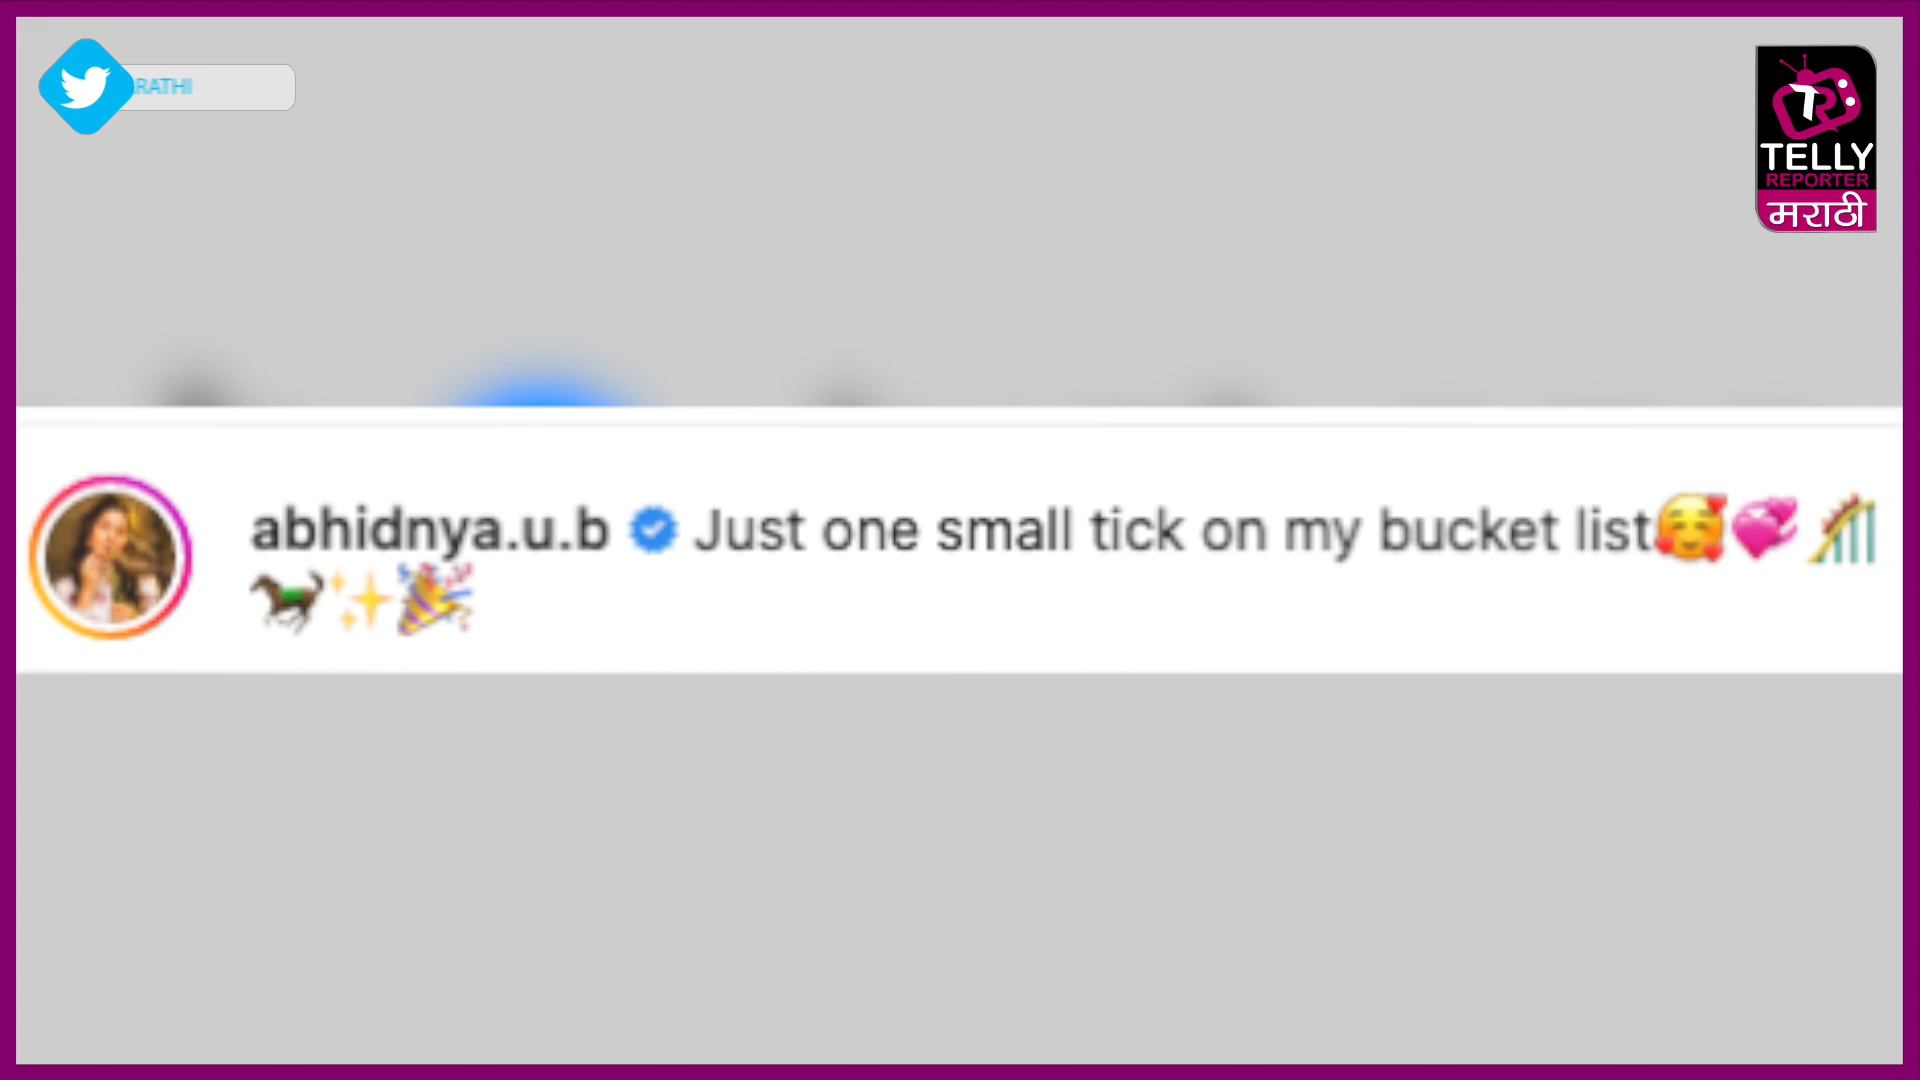 RATHI
TELLY
REPORTER
मराठी
abhidnya.u.b Just one small tick on my bucket list🥰💞🎢
🐎✨🎉